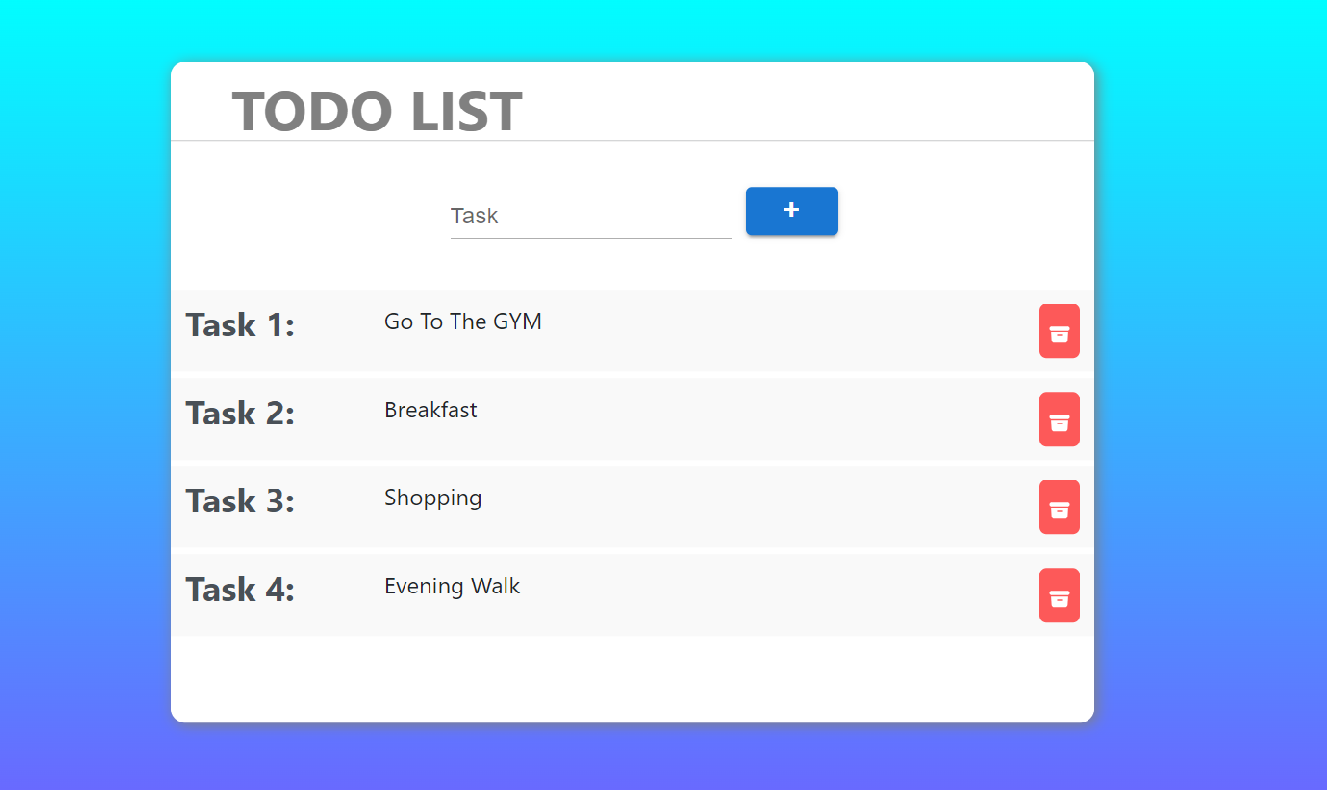 TODO LIST
Task
+
Task 1: Go To The GYM
Task 2: Breakfast
Task 3: Shopping
Task 4: Evening Walk